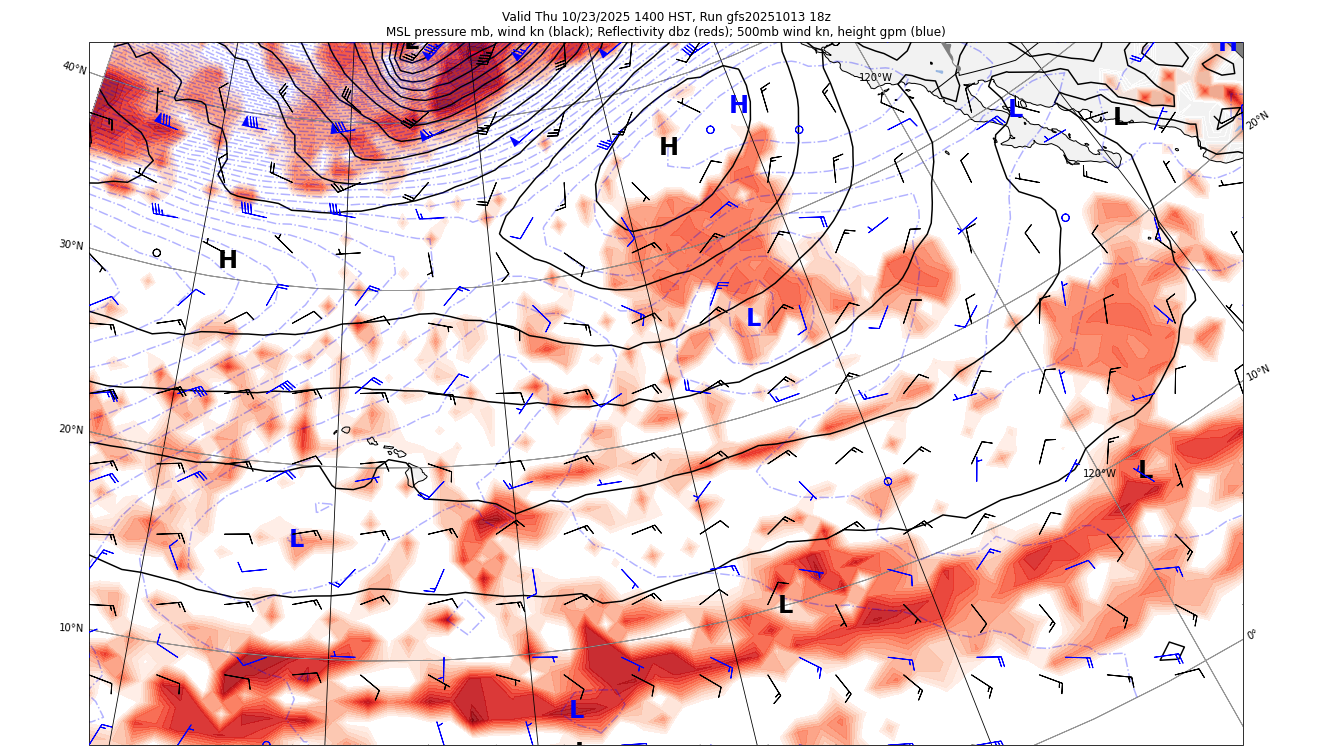 Valid Thu 10/23/2025 1400 HST, Run gfs20251013 18z
MSL pressure mb, wind kn (black); Reflectivity dbz (reds); 500mb wind kn, height gpm (blue)
L
H
40°N
120°W
H
L
L
20°N
H
30°N
H
L
10°N
20°N
120°W
L
L
L
10°N
0°
L